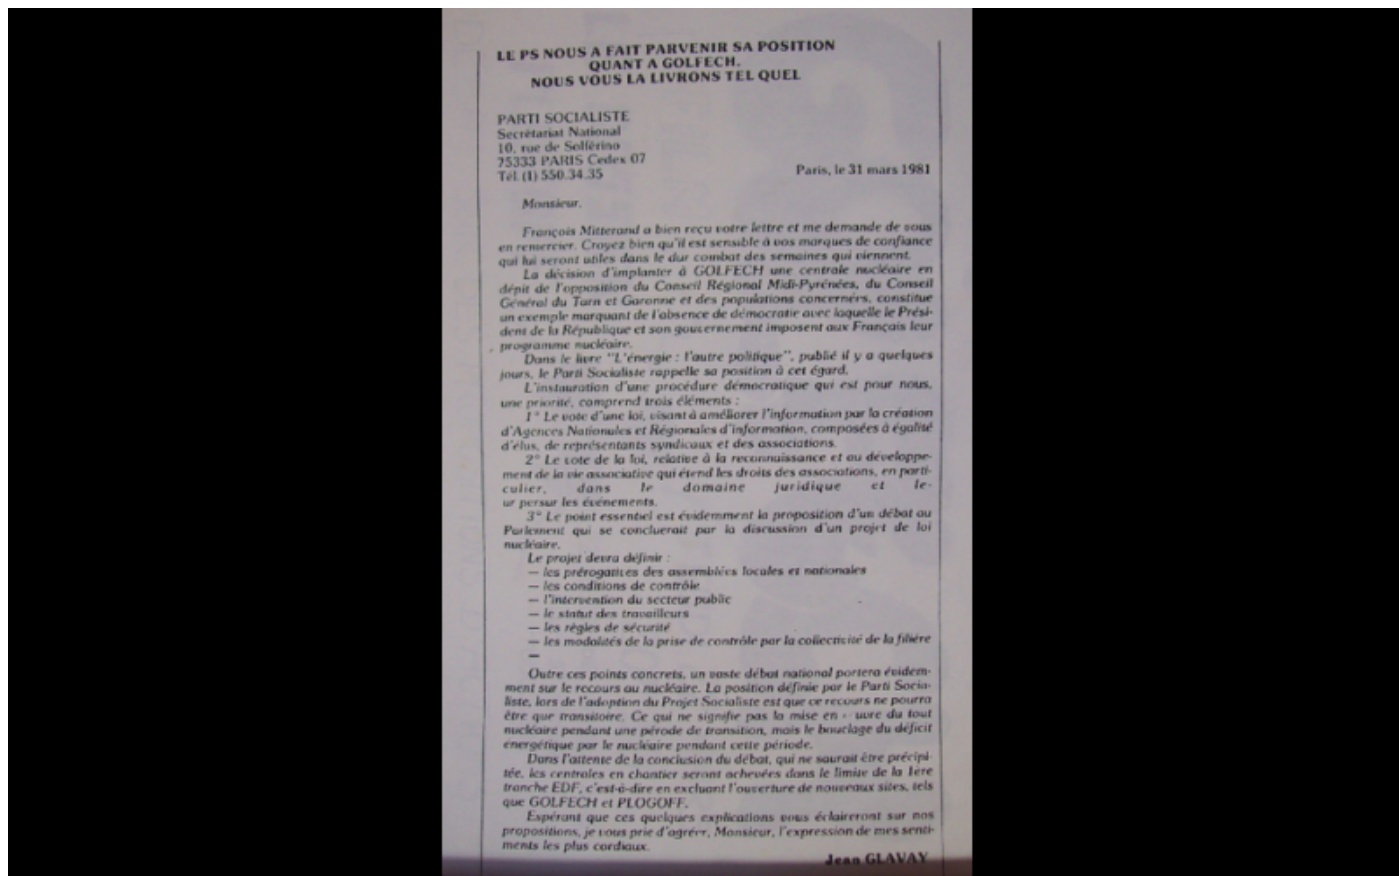 LE PS NOUS A FAIT PARVENIR SA POSITION
QUANT A GOLFECH.
NOUS VOUS LA LIVRONS TEL QUEL
PARTI SOCIALISTE
Secrétariat National
10, rue de Solférino
75333 PARIS Cedex 07
Tél. (1) 550.34.35
Paris, le 31 mars 1981
Monsieur,
François Mitterand a bien reçu votre lettre et me demande de vous
en remercier. Croyez bien qu'il est sensible à vos marques de confiance
qui lui seront utiles dans le dur combat des semaines qui viennent.
La décision d'implanter à GOLFECH une centrale nucléaire en
dépit de l'opposition du Conseil Régional Midi-Pyrénées, du Conseil
Général du Tarn et Garonne et des populations concernérs, constitue
un exemple marquant de l'absence de démocratie avec laquelle le Prési-
dent de la République et son gouvernement imposent aux Français leur
programme nucléaire.
Dans le livre "L'énergie : l'autre politique", publié il y a quelques
jours, le Parti Socialiste rappelle sa position à cet égard.
L'instauration d'une procédure démocratique qui est pour nous,
une priorité, comprend trois éléments :
1° Le vote d'une loi, visant à améliorer l'information par la création
d'Agences Nationales et Régionales d'information, composées à égalité
d'élus, de représentants syndicaux et des associations.
2° Le vote de la loi, relative à la reconnaissance et au développe-
ment de la vie associative qui étend les droits des associations, en parti-
culier, dans le domaine juridique et le-
ur persur les événements.
3° Le point essentiel est évidemment la proposition d'un débat au
Parlement qui se concluerait par la discussion d'un projet de loi
nucléaire.
Le projet devra définir :
— les prérogatives des assemblées locales et nationales
— les conditions de contrôle
— l'intervention du secteur public
— le statut des travailleurs
— les règles de sécurité
— les modalités de la prise de contrôle par la collectivité de la filière
—
Outre ces points concrets, un vaste débat national portera évidem-
ment sur le recours au nucléaire. La position définie par le Parti Socia-
liste, lors de l'adoption du Projet Socialiste est que ce recours ne pourra
être que transitoire. Ce qui ne signifie pas la mise en uvre du tout
nucléaire pendant une pérode de transition, mais le bouclage du déficit
énergétique par le nucléaire pendant cette période.
Dans l'attente de la conclusion du débat, qui ne saurait être précipi-
tée, les centrales en chantier seront achevées dans le limite de la 1ère
tranche EDF, c'est-à-dire en excluant l'ouverture de nouveaux sites, tels
que GOLFECH et PLOGOFF.
Espérant que ces quelques explications vous éclaireront sur nos
propositions, je vous prie d'agréer, Monsieur, l'expression de mes senti-
ments les plus cordiaux.
Jean GLAVAY